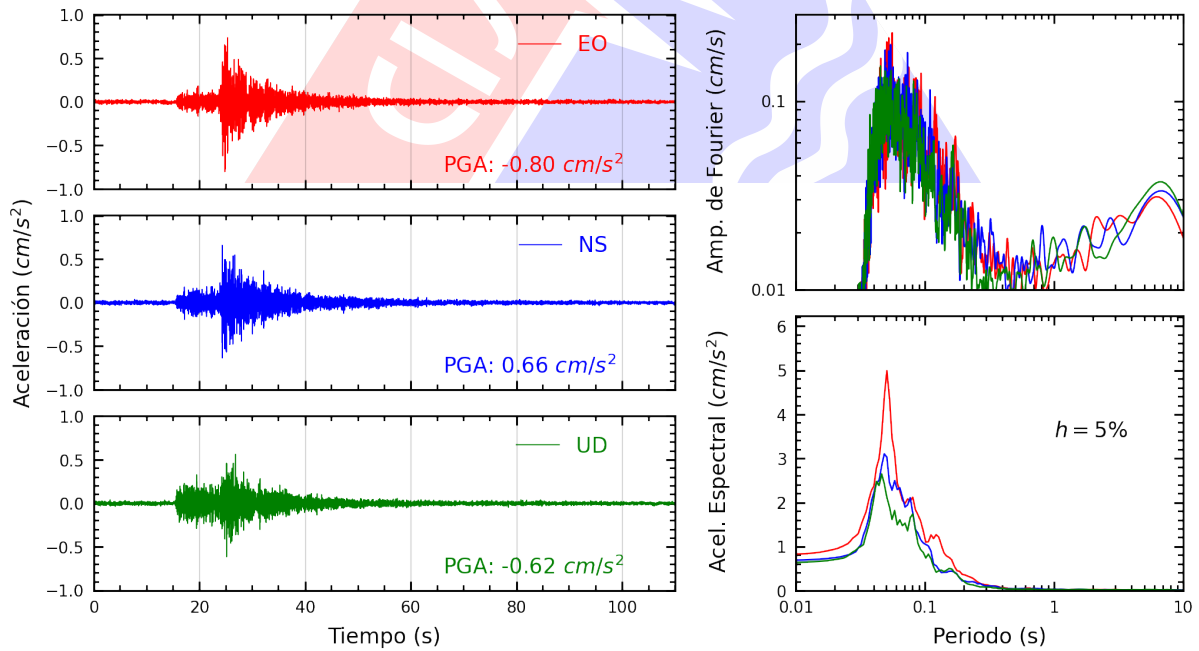 Aceleración (cm/s²)
1.0
0.5
0.0
−0.5
−1.0
EO
PGA: -0.80 cm/s²
1.0
0.5
0.0
−0.5
−1.0
NS
PGA: 0.66 cm/s²
1.0
0.5
0.0
−0.5
−1.0
UD
PGA: -0.62 cm/s²
0 20 40 60 80 100
Tiempo (s)
Amp. de Fourier (cm/s)
0.1
0.01
Acel. Espectral (cm/s²)
6
5
4
3
2
1
0
h = 5%
0.01 0.1 1 10
Periodo (s)